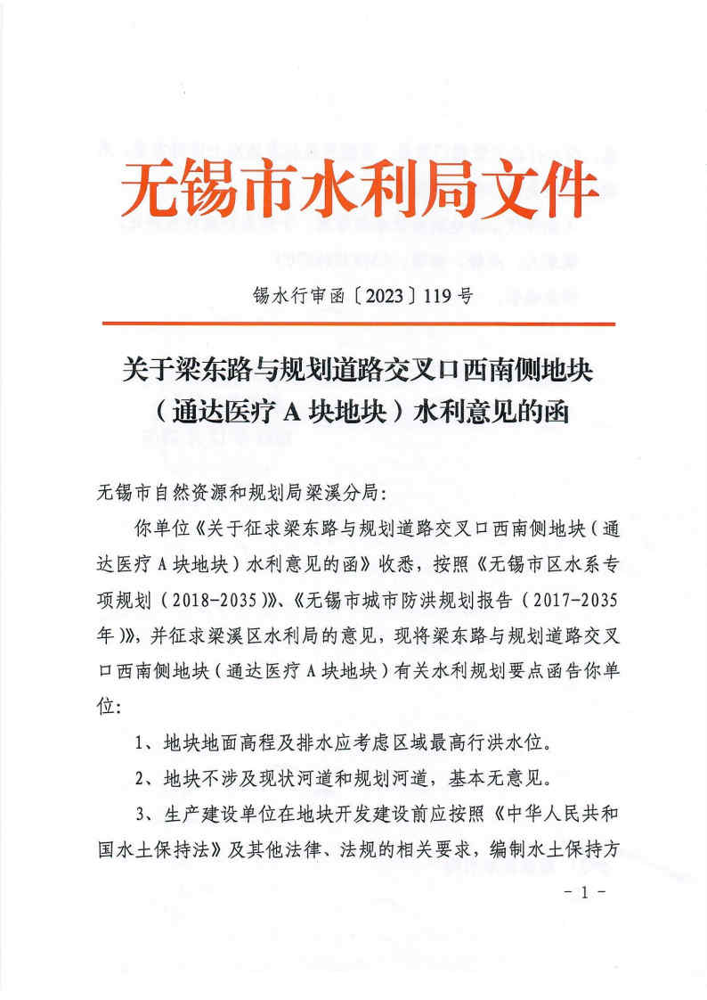 无锡市水利局文件
锡水行审函〔2023〕119号
关于梁东路与规划道路交叉口西南侧地块
（通达医疗 A 块地块）水利意见的函
无锡市自然资源和规划局梁溪分局：
你单位《关于征求梁东路与规划道路交叉口西南侧地块（通
达医疗 A 块地块）水利意见的函》收悉，按照《无锡市区水系专
项规划（2018-2035）》、《无锡市城市防洪规划报告（2017-2035
年）》，并征求梁溪区水利局的意见，现将梁东路与规划道路交叉
口西南侧地块（通达医疗 A 块地块）有关水利规划要点函告你单
位：
1、地块地面高程及排水应考虑区域最高行洪水位。
2、地块不涉及现状河道和规划河道，基本无意见。
3、生产建设单位在地块开发建设前应按照《中华人民共和
国水土保持法》及其他法律、法规的相关要求，编制水土保持方
- 1 -